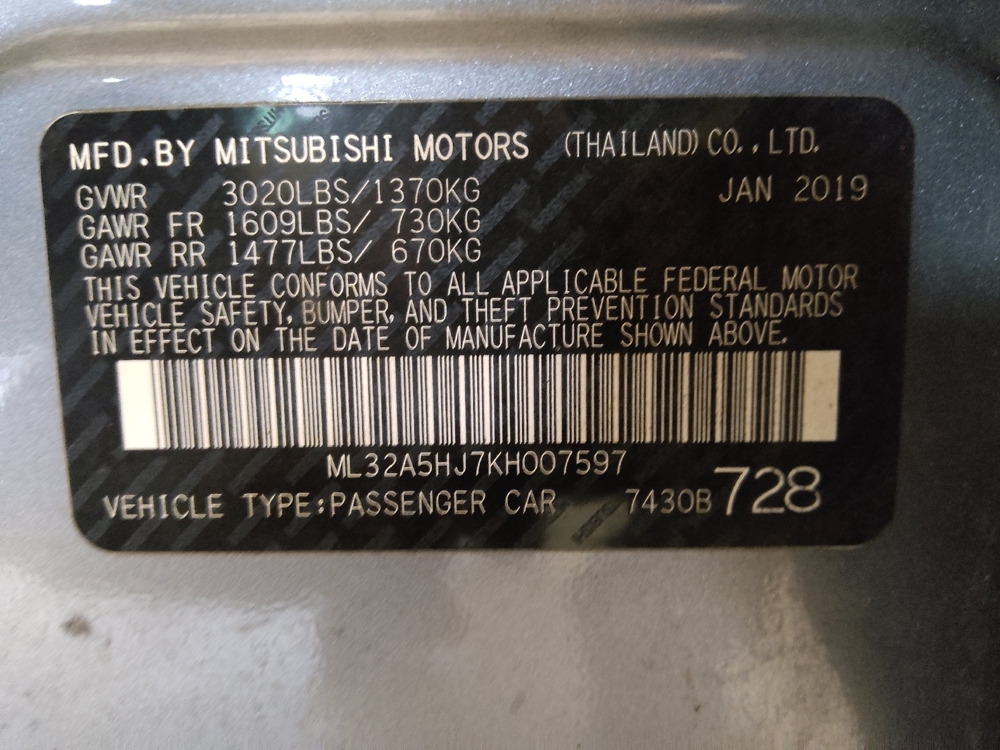 MFD.BY MITSUBISHI MOTORS (THAILAND) CO., LTD.
GVWR 3020LBS/1370KG JAN 2019
GAWR FR 1609LBS/ 730KG
GAWR RR 1477LBS/ 670KG
THIS VEHICLE CONFORMS TO ALL APPLICABLE FEDERAL MOTOR
VEHICLE SAFETY, BUMPER, AND THEFT PREVENTION STANDARDS
IN EFFECT ON THE DATE OF MANUFACTURE SHOWN ABOVE.
ML32A5HJ7KH007597
VEHICLE TYPE:PASSENGER CAR 7430B 728